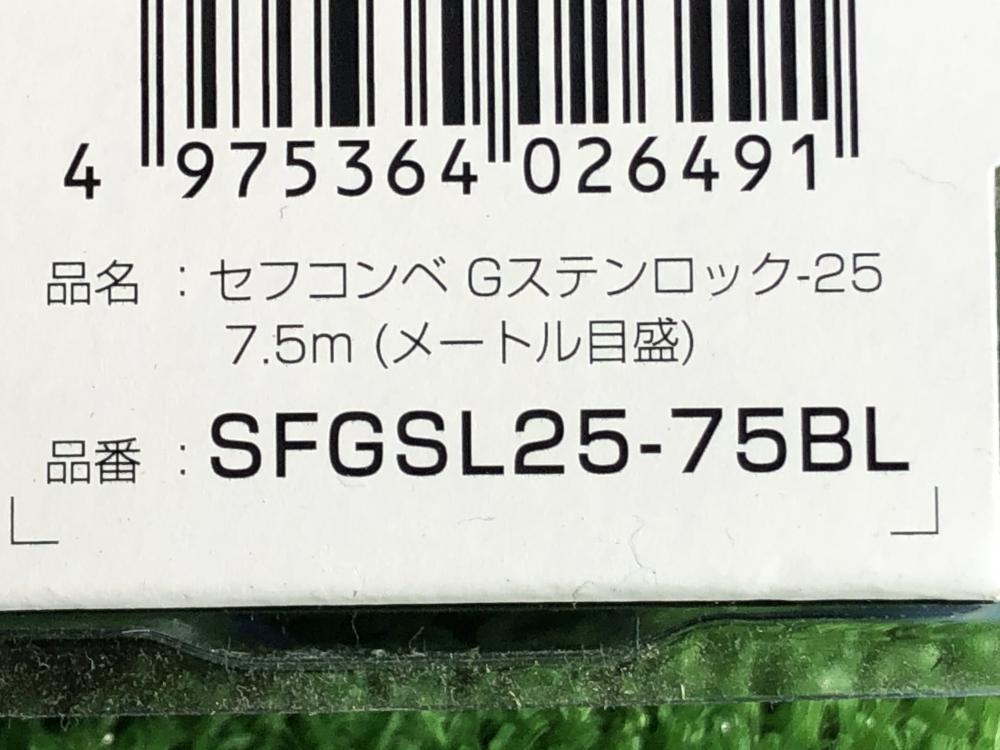 4 975364 026491
品名 : セフコンベ Gステンロック-25
7.5m (メートル目盛)
品番 : SFGSL25-75BL